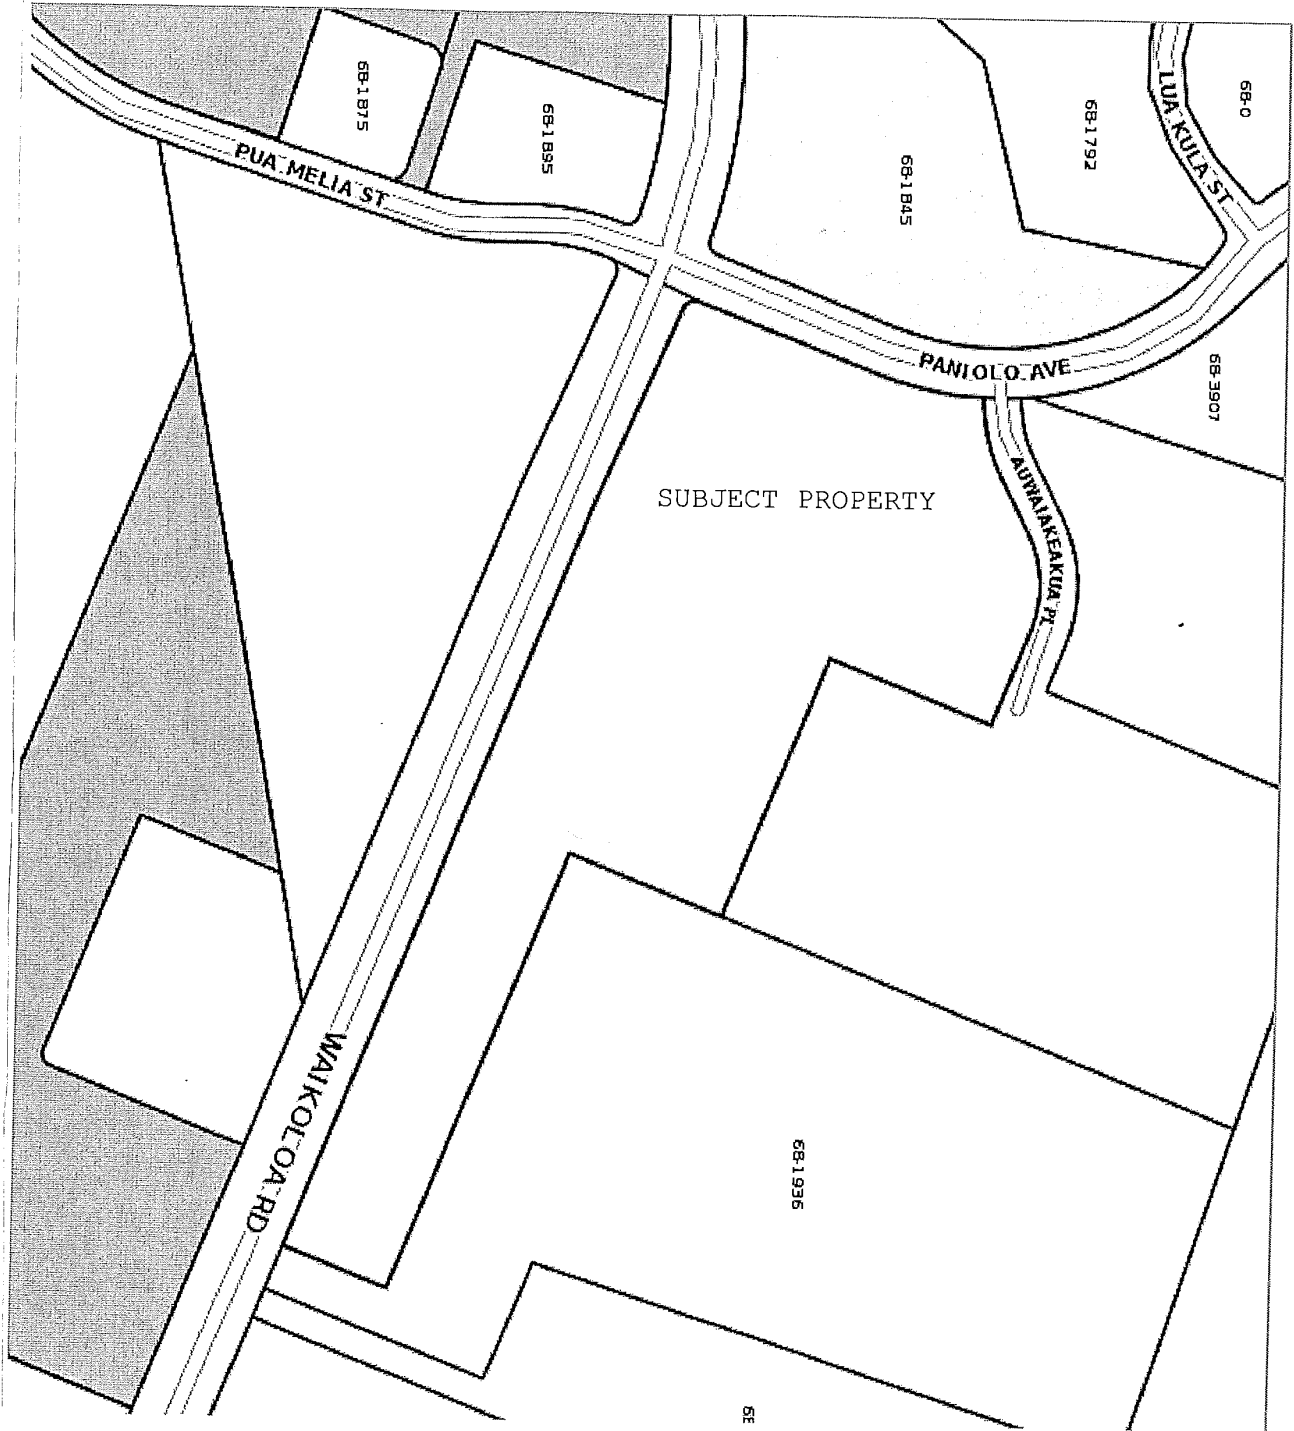 68-1875
68-1895
68-1845
68-1792
LUA KULA ST
68-0
PUA MELIA ST
PANIOLO AVE
68-3907
AUWAIAKEAKUA PL
SUBJECT PROPERTY
WAIKOLOA RD
68-1936